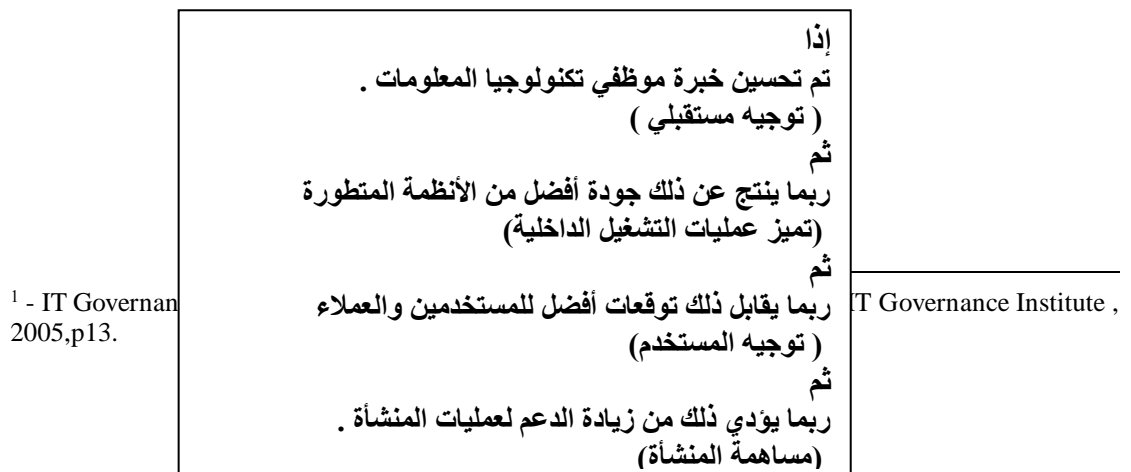 إذا
تم تحسين خبرة موظفي تكنولوجيا المعلومات .
( توجيه مستقبلي )
ثم
ربما ينتج عن ذلك جودة أفضل من الأنظمة المتطورة
(تميز عمليات التشغيل الداخلية)
ثم
ربما يقابل ذلك توقعات أفضل للمستخدمين والعملاء
( توجيه المستخدم)
ثم
ربما يؤدي ذلك من زيادة الدعم لعمليات المنشأة .
(مساهمة المنشأة)
1 - IT Governan T Governance Institute ,
2005,p13.